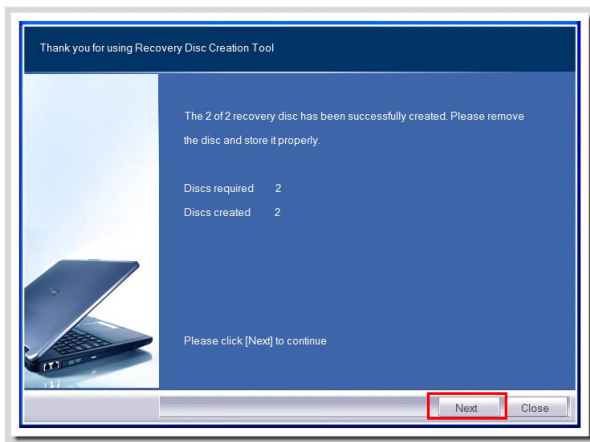 Thank you for using Recovery Disc Creation Tool
The 2 of 2 recovery disc has been successfully created. Please remove
the disc and store it properly.
Discs required 2
Discs created 2
Please click [Next] to continue
Next Close